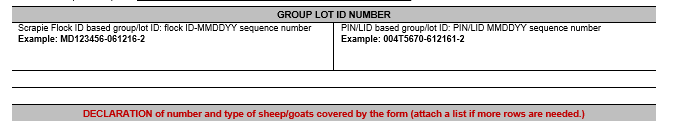 GROUP LOT ID NUMBER
Scrapie Flock ID based group/lot ID: flock ID-MMDDYY sequence number
Example: MD123456-061216-2
PIN/LID based group/lot ID: PIN/LID MMDDYY sequence number
Example: 004T5670-612161-2
DECLARATION of number and type of sheep/goats covered by the form (attach a list if more rows are needed.)